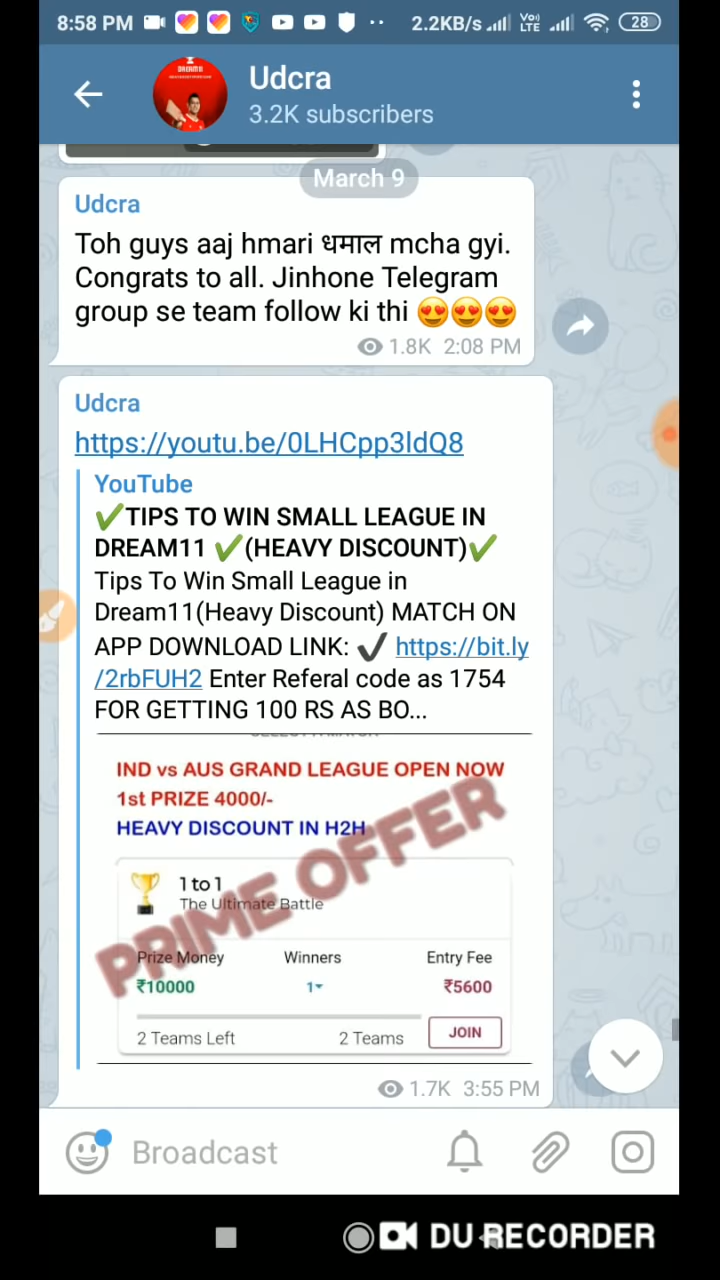 8:58 PM
2.2KB/s
Vo)
LTE
28
DREAM11
Udcra
3.2K subscribers
March 9
Udcra
Toh guys aaj hmari धमाल mcha gyi.
Congrats to all. Jinhone Telegram
group se team follow ki thi 😍😍😍
1.8K 2:08 PM
Udcra
https://youtu.be/0LHCpp3ldQ8
YouTube
✔TIPS TO WIN SMALL LEAGUE IN
DREAM11 ✔(HEAVY DISCOUNT)✔
Tips To Win Small League in
Dream11(Heavy Discount) MATCH ON
APP DOWNLOAD LINK: ✔ https://bit.ly
/2rbFUH2 Enter Referal code as 1754
FOR GETTING 100 RS AS BO...
IND vs AUS GRAND LEAGUE OPEN NOW
1st PRIZE 4000/-
HEAVY DISCOUNT IN H2H
PRIME OFFER
1 to 1
The Ultimate Battle
Prize Money Winners Entry Fee
₹10000 1 ₹5600
2 Teams Left 2 Teams JOIN
1.7K 3:55 PM
Broadcast
DU RECORDER